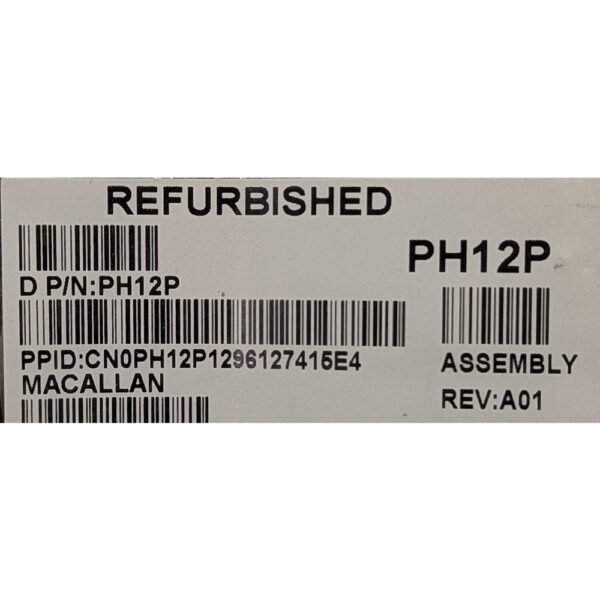 REFURBISHED
PH12P
D P/N:PH12P
PPID:CN0PH12P1296127415E4
MACALLAN
ASSEMBLY
REV:A01